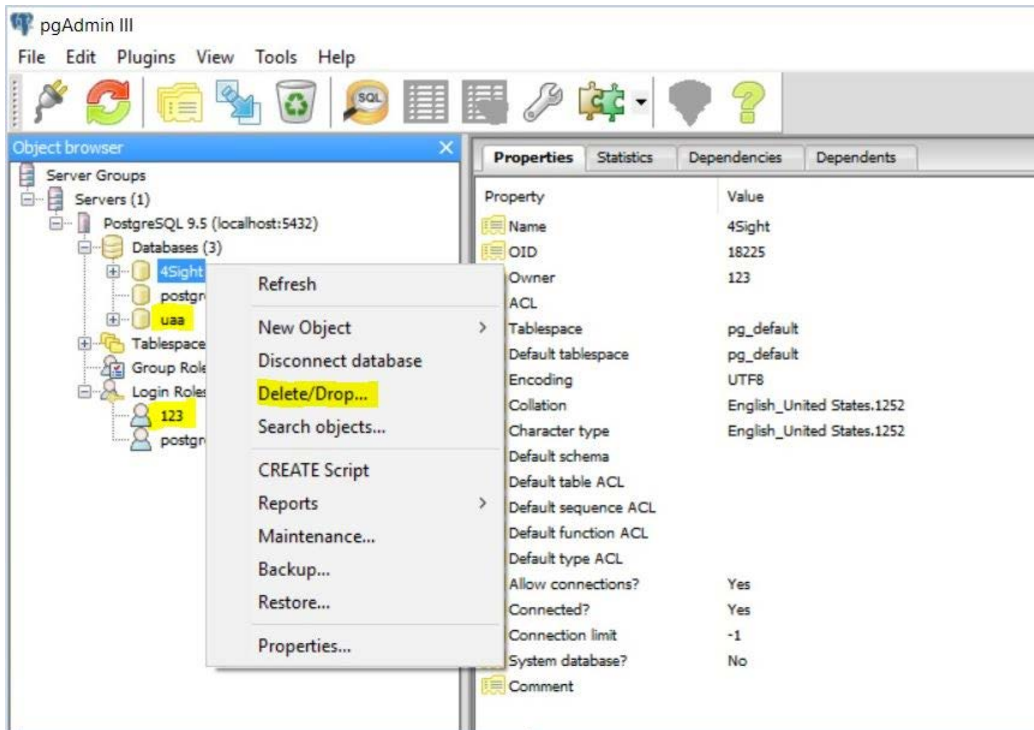 pgAdmin III
File Edit Plugins View Tools Help
SQL
Object browser
Server Groups
Servers (1)
PostgreSQL 9.5 (localhost:5432)
Databases (3)
4Sight
postgr
uaa
Tablespace
Group Role
Login Roles
123
postgr
Refresh
New Object
Disconnect database
Delete/Drop...
Search objects...
CREATE Script
Reports
Maintenance...
Backup...
Restore...
Properties...
Properties Statistics Dependencies Dependents
Property Value
Name 4Sight
OID 18225
Owner 123
ACL
Tablespace pg_default
Default tablespace pg_default
Encoding UTF8
Collation English_United States.1252
Character type English_United States.1252
Default schema
Default table ACL
Default sequence ACL
Default function ACL
Default type ACL
Allow connections? Yes
Connected? Yes
Connection limit -1
System database? No
Comment